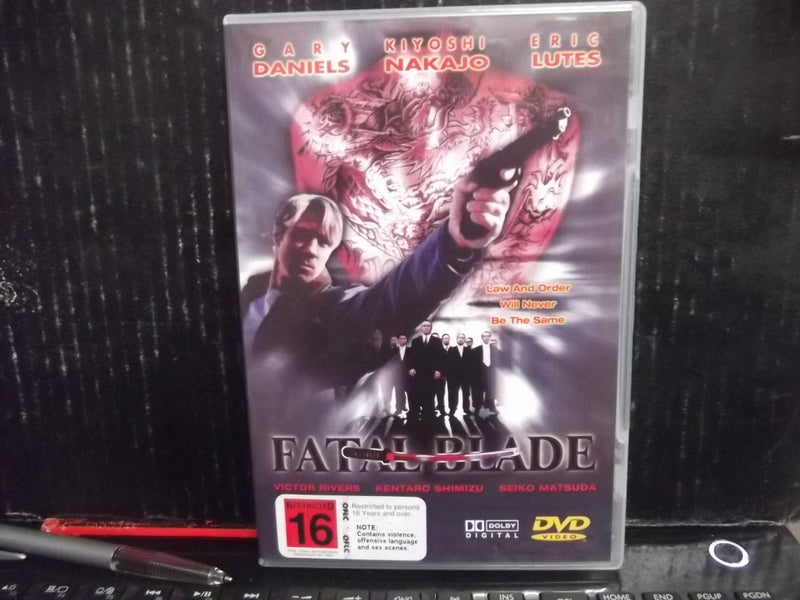 GARY
DANIELS
KIYOSHI
NAKAJO
ERIC
LUTES
Law And Order
Will Never
Be The Same
FATAL BLADE
VICTOR RIVERS KENTARO SHIMIZU SEIKO MATSUDA
RESTRICTED
16
OFLC OFLC
Restricted to persons
16 Years and over.
NOTE:
Contains violence,
offensive language
and sex scenes.
DOLBY
DIGITAL
DVD
VIDEO
INS
HOME
END
PGUP
PGDN